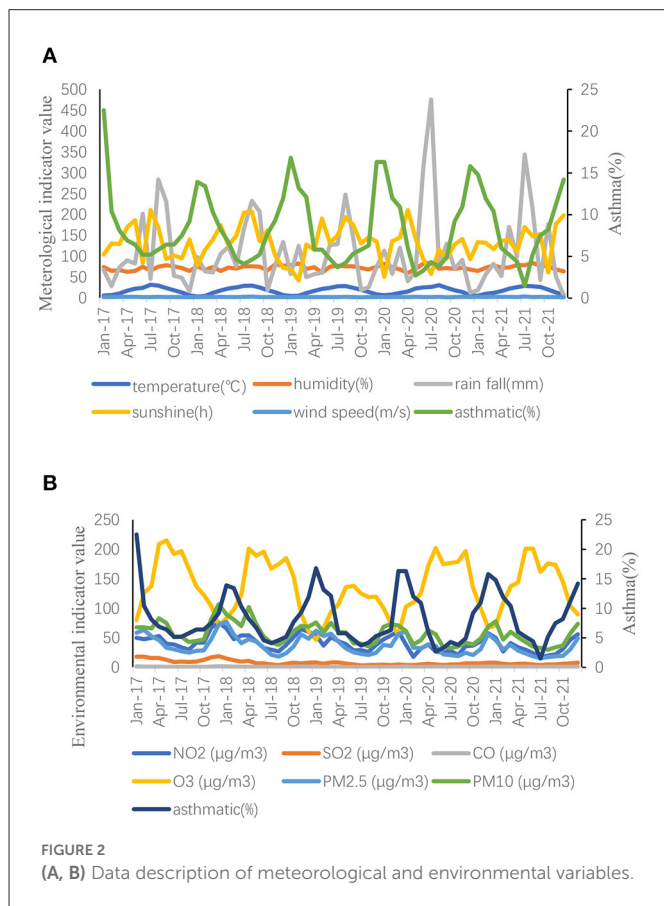 A
500
450
400
350
300
250
200
150
100
50
0
Meterological indicator value
25
20
15
10
5
0
Asthma(%)
Jan-17
Apr-17
Jul-17
Oct-17
Jan-18
Apr-18
Jul-18
Oct-18
Jan-19
Apr-19
Jul-19
Oct-19
Jan-20
Apr-20
Jul-20
Oct-20
Jan-21
Apr-21
Jul-21
Oct-21
temperature(℃) humidity(%) rain fall(mm)
sunshine(h) wind speed(m/s) asthmatic(%)
B
250
200
150
100
50
0
Environmental indicator value
25
20
15
10
5
0
Asthma(%)
Jan-17
Apr-17
Jul-17
Oct-17
Jan-18
Apr-18
Jul-18
Oct-18
Jan-19
Apr-19
Jul-19
Oct-19
Jan-20
Apr-20
Jul-20
Oct-20
Jan-21
Apr-21
Jul-21
Oct-21
NO2 (μg/m3) SO2 (μg/m3) CO (μg/m3)
O3 (μg/m3) PM2.5 (μg/m3) PM10 (μg/m3)
asthmatic(%)
FIGURE 2
(A, B) Data description of meteorological and environmental variables.